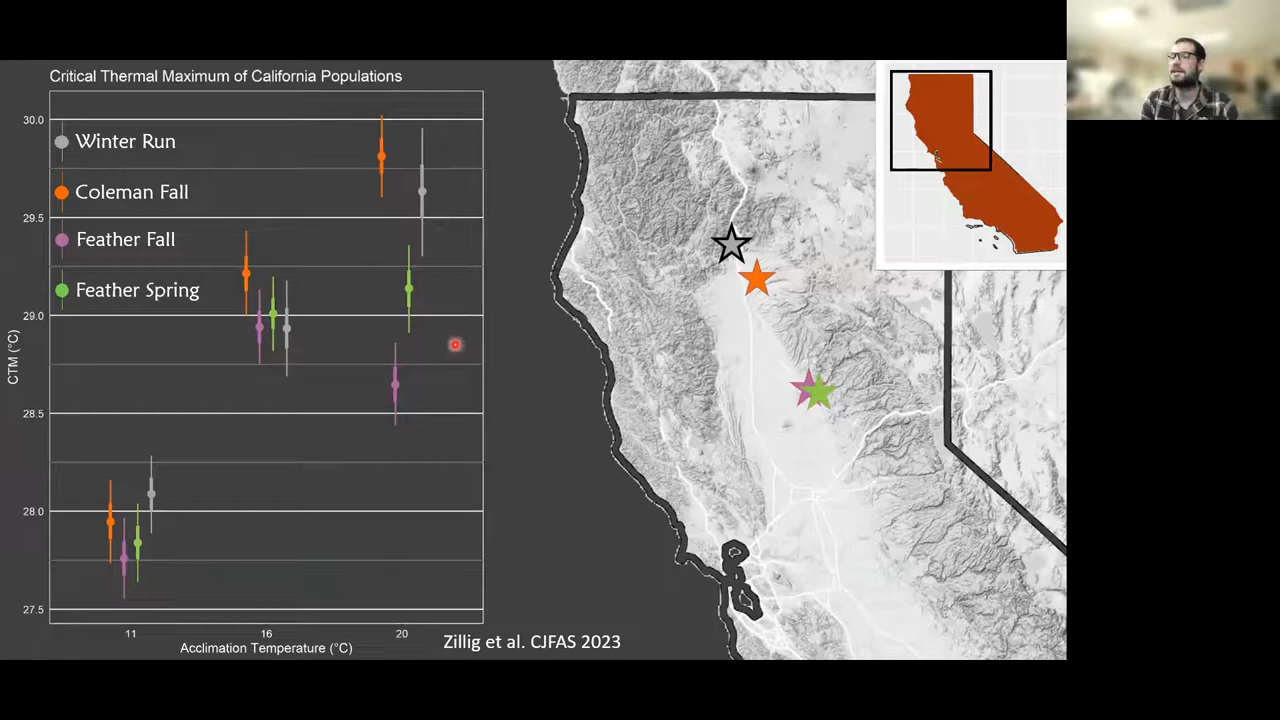 Critical Thermal Maximum of California Populations
30.0
Winter Run
Coleman Fall
29.5
Feather Fall
Feather Spring
29.0
CTM (°C)
28.5
28.0
27.5
11
16
20
Acclimation Temperature (°C)
Zillig et al. CJFAS 2023